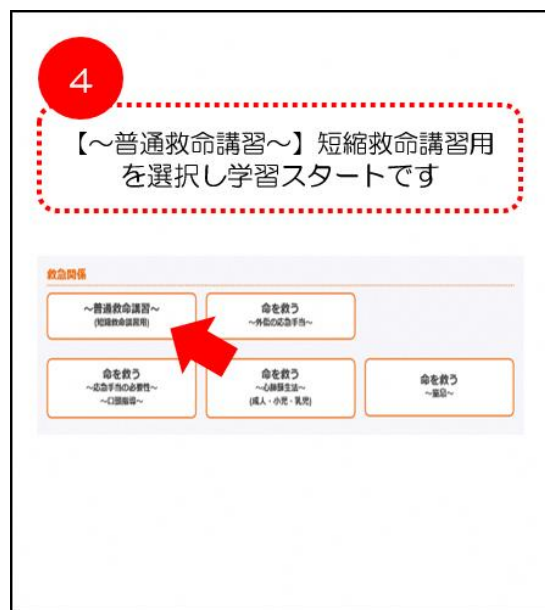 4
【～普通救命講習～】短縮救命講習用
を選択し学習スタートです
救急関係
～普通救命講習～
(短縮救命講習用)
命を救う
～外傷の応急手当～
命を救う
～応急手当の必要性～
～口頭指導～
命を救う
～心肺蘇生法～
(成人・小児・乳児)
命を救う
～窒息～